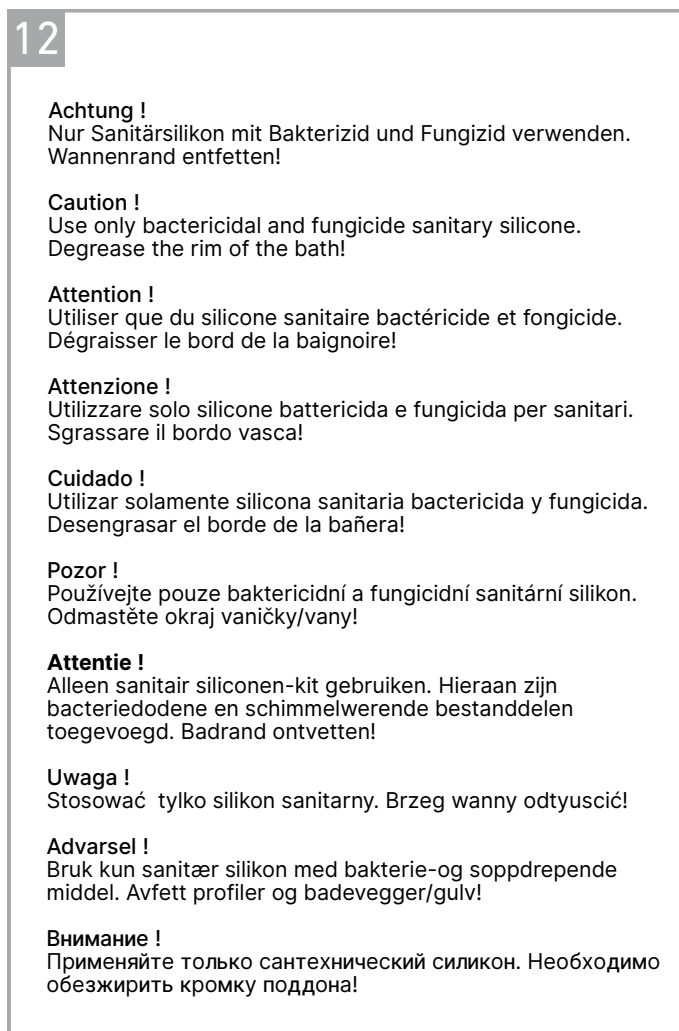 12
Achtung !
Nur Sanitärsilikon mit Bakterizid und Fungizid verwenden.
Wannenrand entfetten!
Caution !
Use only bactericidal and fungicide sanitary silicone.
Degrease the rim of the bath!
Attention !
Utiliser que du silicone sanitaire bactéricide et fongicide.
Dégraisser le bord de la baignoire!
Attenzione !
Utilizzare solo silicone battericida e fungicida per sanitari.
Sgrassare il bordo vasca!
Cuidado !
Utilizar solamente silicona sanitaria bactericida y fungicida.
Desengrasar el borde de la bañera!
Pozor !
Používejte pouze baktericidní a fungicidní sanitární silikon.
Odmastěte okraj vaničky/vany!
Attentie !
Alleen sanitair siliconen-kit gebruiken. Hieraan zijn
bacteriedodene en schimmelwerende bestanddelen
toegevoegd. Badrand ontvetten!
Uwaga !
Stosować  tylko silikon sanitarny. Brzeg wanny odtyuscić!
Advarsel !
Bruk kun sanitær silikon med bakterie-og soppdrepende
middel. Avfett profiler og badevegger/gulv!
Внимание !
Применяйте только сантехнический силикон. Необходимо
обезжирить кромку поддона!